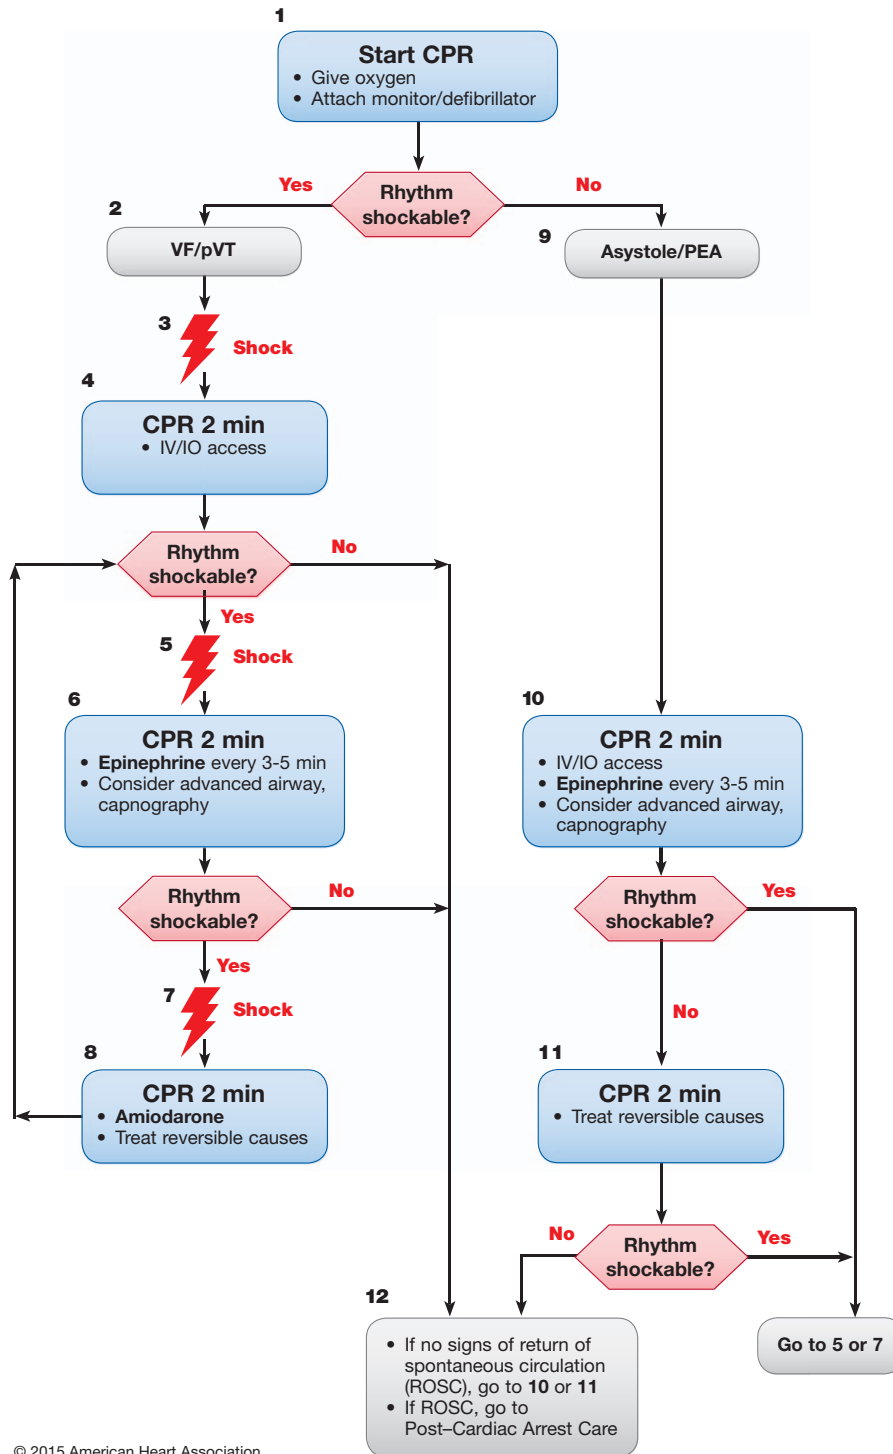 1
Start CPR
• Give oxygen
• Attach monitor/defibrillator
Yes
Rhythm
shockable?
No
2
VF/pVT
9
Asystole/PEA
3
Shock
4
CPR 2 min
• IV/IO access
Rhythm
shockable?
No
Yes
5
Shock
6
CPR 2 min
• Epinephrine every 3-5 min
• Consider advanced airway,
capnography
10
CPR 2 min
• IV/IO access
• Epinephrine every 3-5 min
• Consider advanced airway,
capnography
Rhythm
shockable?
No
Yes
Rhythm
shockable?
Yes
No
7
Shock
8
CPR 2 min
• Amiodarone
• Treat reversible causes
11
CPR 2 min
• Treat reversible causes
No
Rhythm
shockable?
Yes
12
• If no signs of return of
spontaneous circulation
(ROSC), go to 10 or 11
• If ROSC, go to
Post–Cardiac Arrest Care
Go to 5 or 7
© 2015 American Heart Association